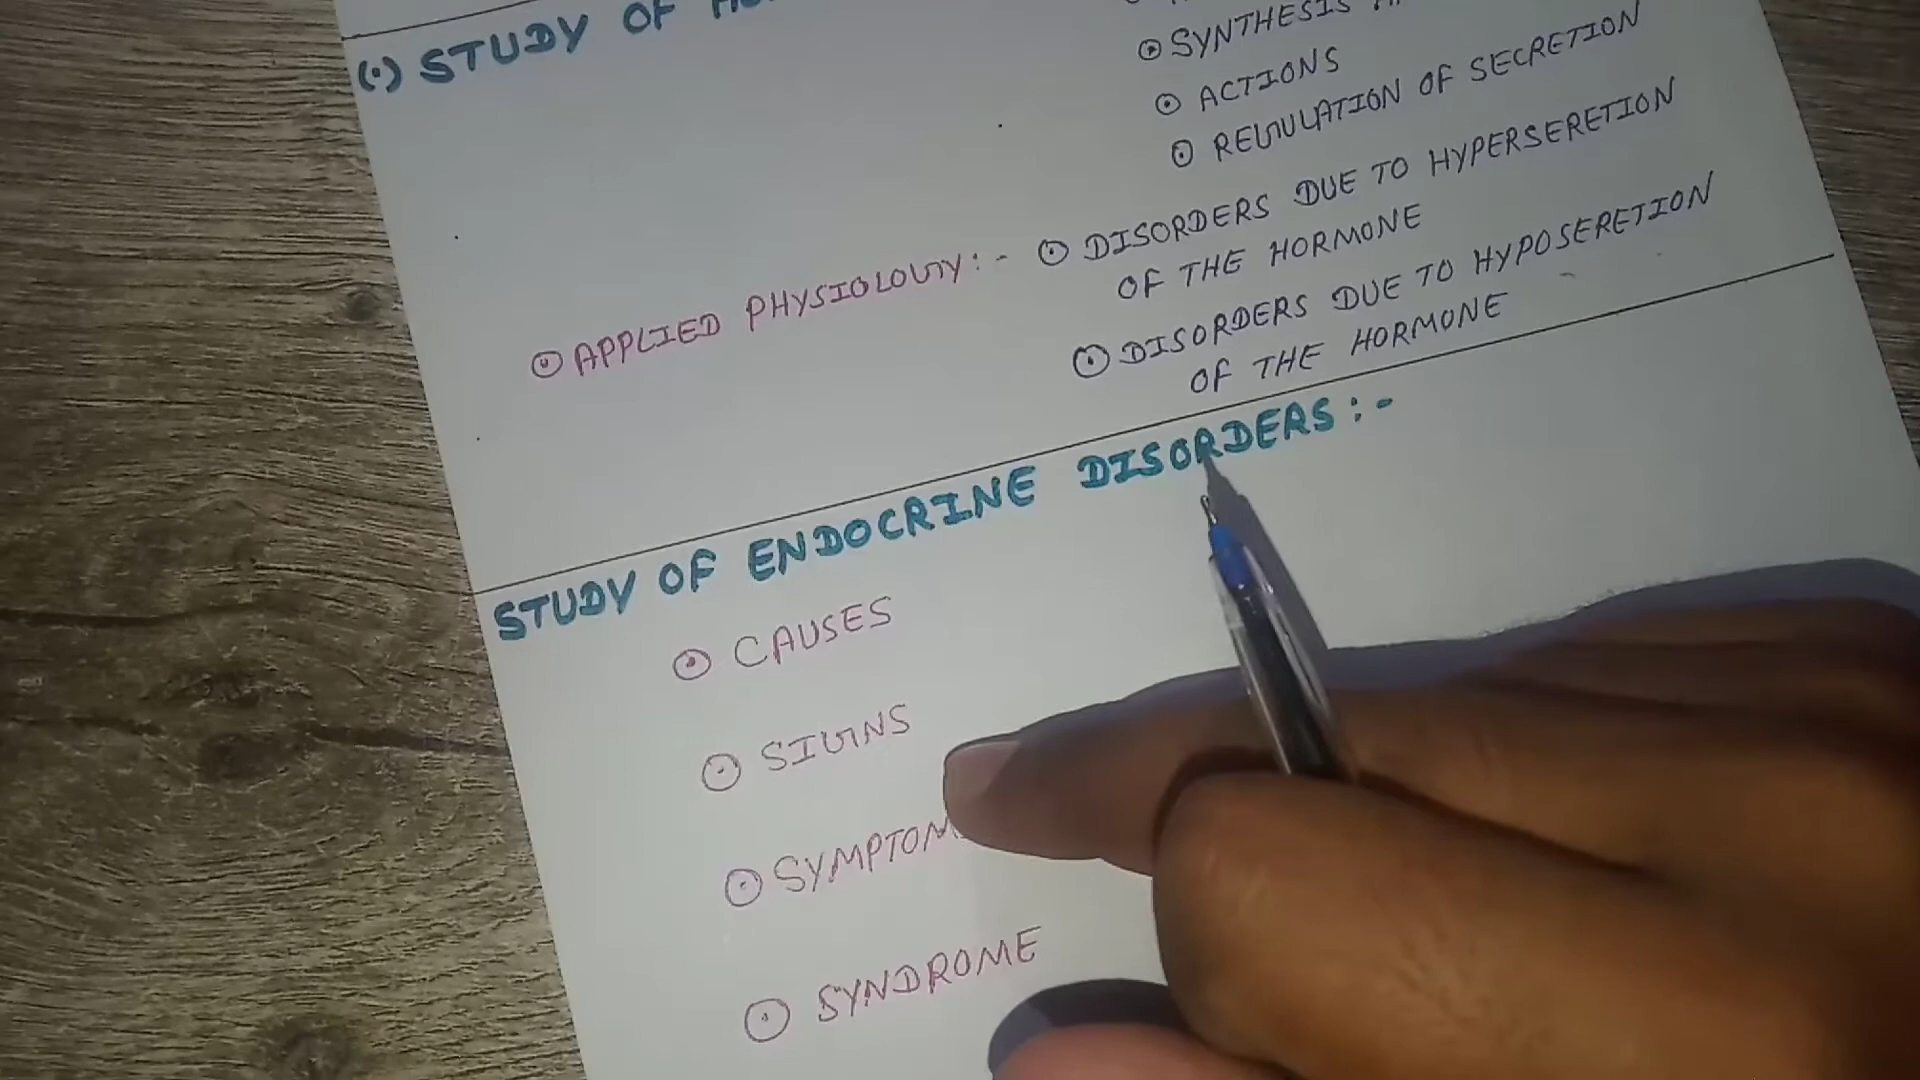 (.) STUDY OF
SYNTHESIS
ACTIONS
REGULATION OF SECRETION
APPLIED PHYSIOLOGY:-
DISORDERS DUE TO HYPERSERETION
OF THE HORMONE
DISORDERS DUE TO HYPOSERETION
OF THE HORMONE
STUDY OF ENDOCRINE DISORDERS:-
CAUSES
SIGNS
SYMPTOM
SYNDROME